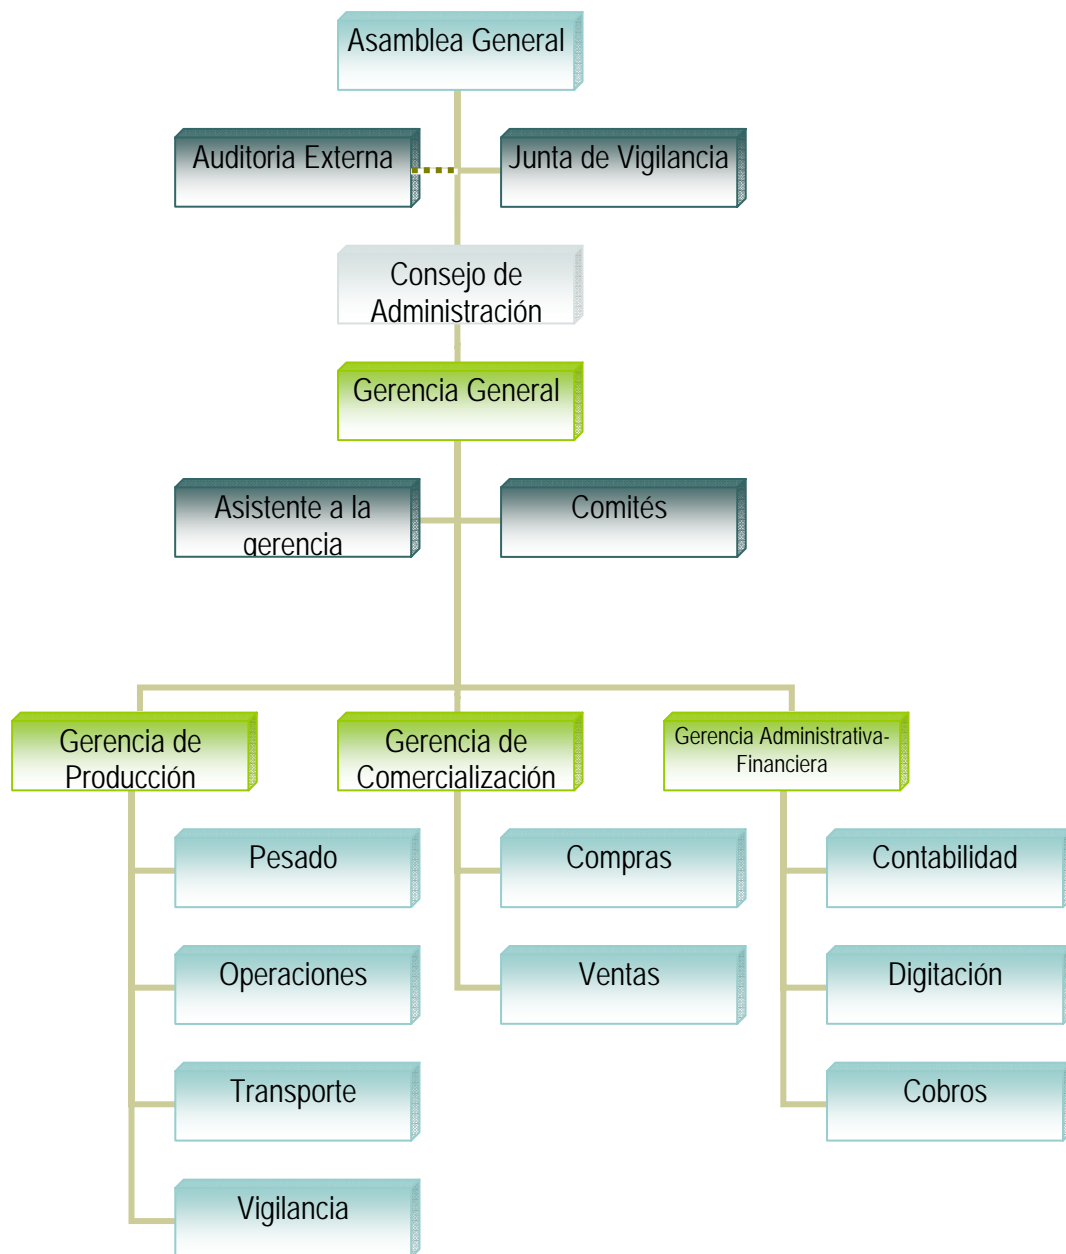 Asamblea General
Auditoria Externa
Junta de Vigilancia
Consejo de
Administración
Gerencia General
Asistente a la
gerencia
Comités
Gerencia de
Producción
Gerencia de
Comercialización
Gerencia Administrativa-
Financiera
Pesado
Compras
Contabilidad
Operaciones
Ventas
Digitación
Transporte
Cobros
Vigilancia